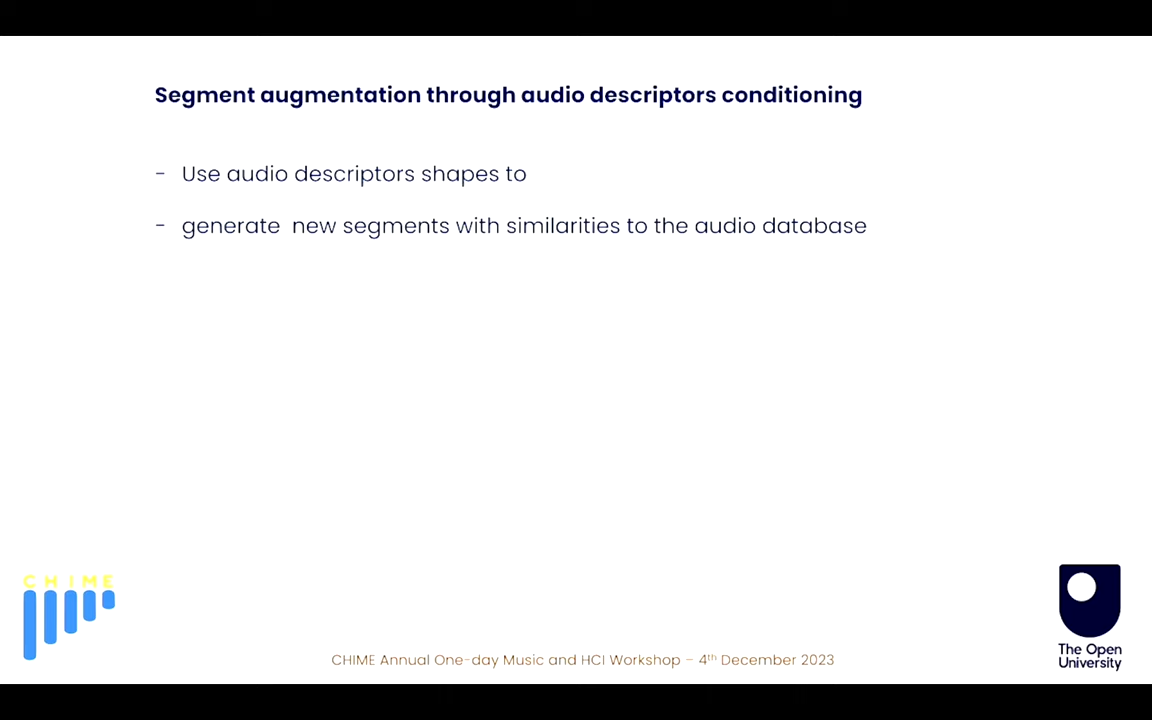 Segment augmentation through audio descriptors conditioning
- Use audio descriptors shapes to
- generate  new segments with similarities to the audio database
CHIME
CHIME Annual One-day Music and HCI Workshop – 4th December 2023
The Open
University